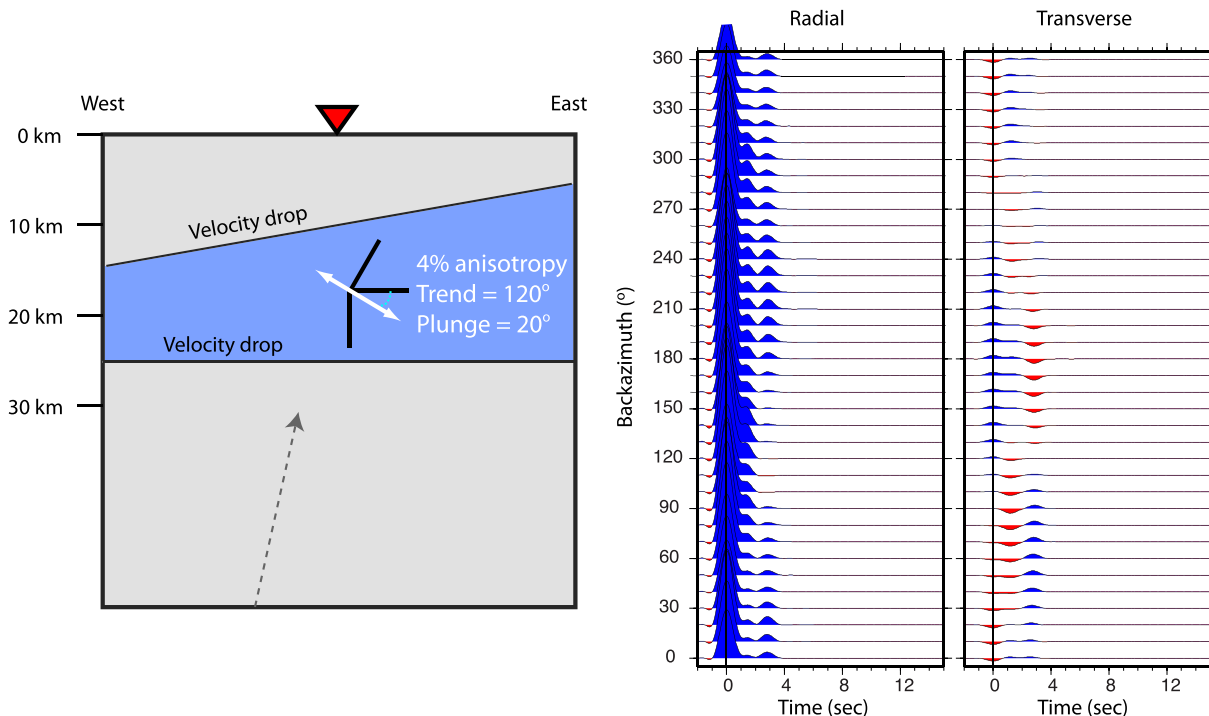 West
East
0 km
10 km
20 km
30 km
Velocity drop
4% anisotropy
Trend = 120°
Plunge = 20°
Velocity drop
Radial
Transverse
Backazimuth (°)
360
330
300
270
240
210
180
150
120
90
60
30
0
0 4 8 12
0 4 8 12
Time (sec)
Time (sec)